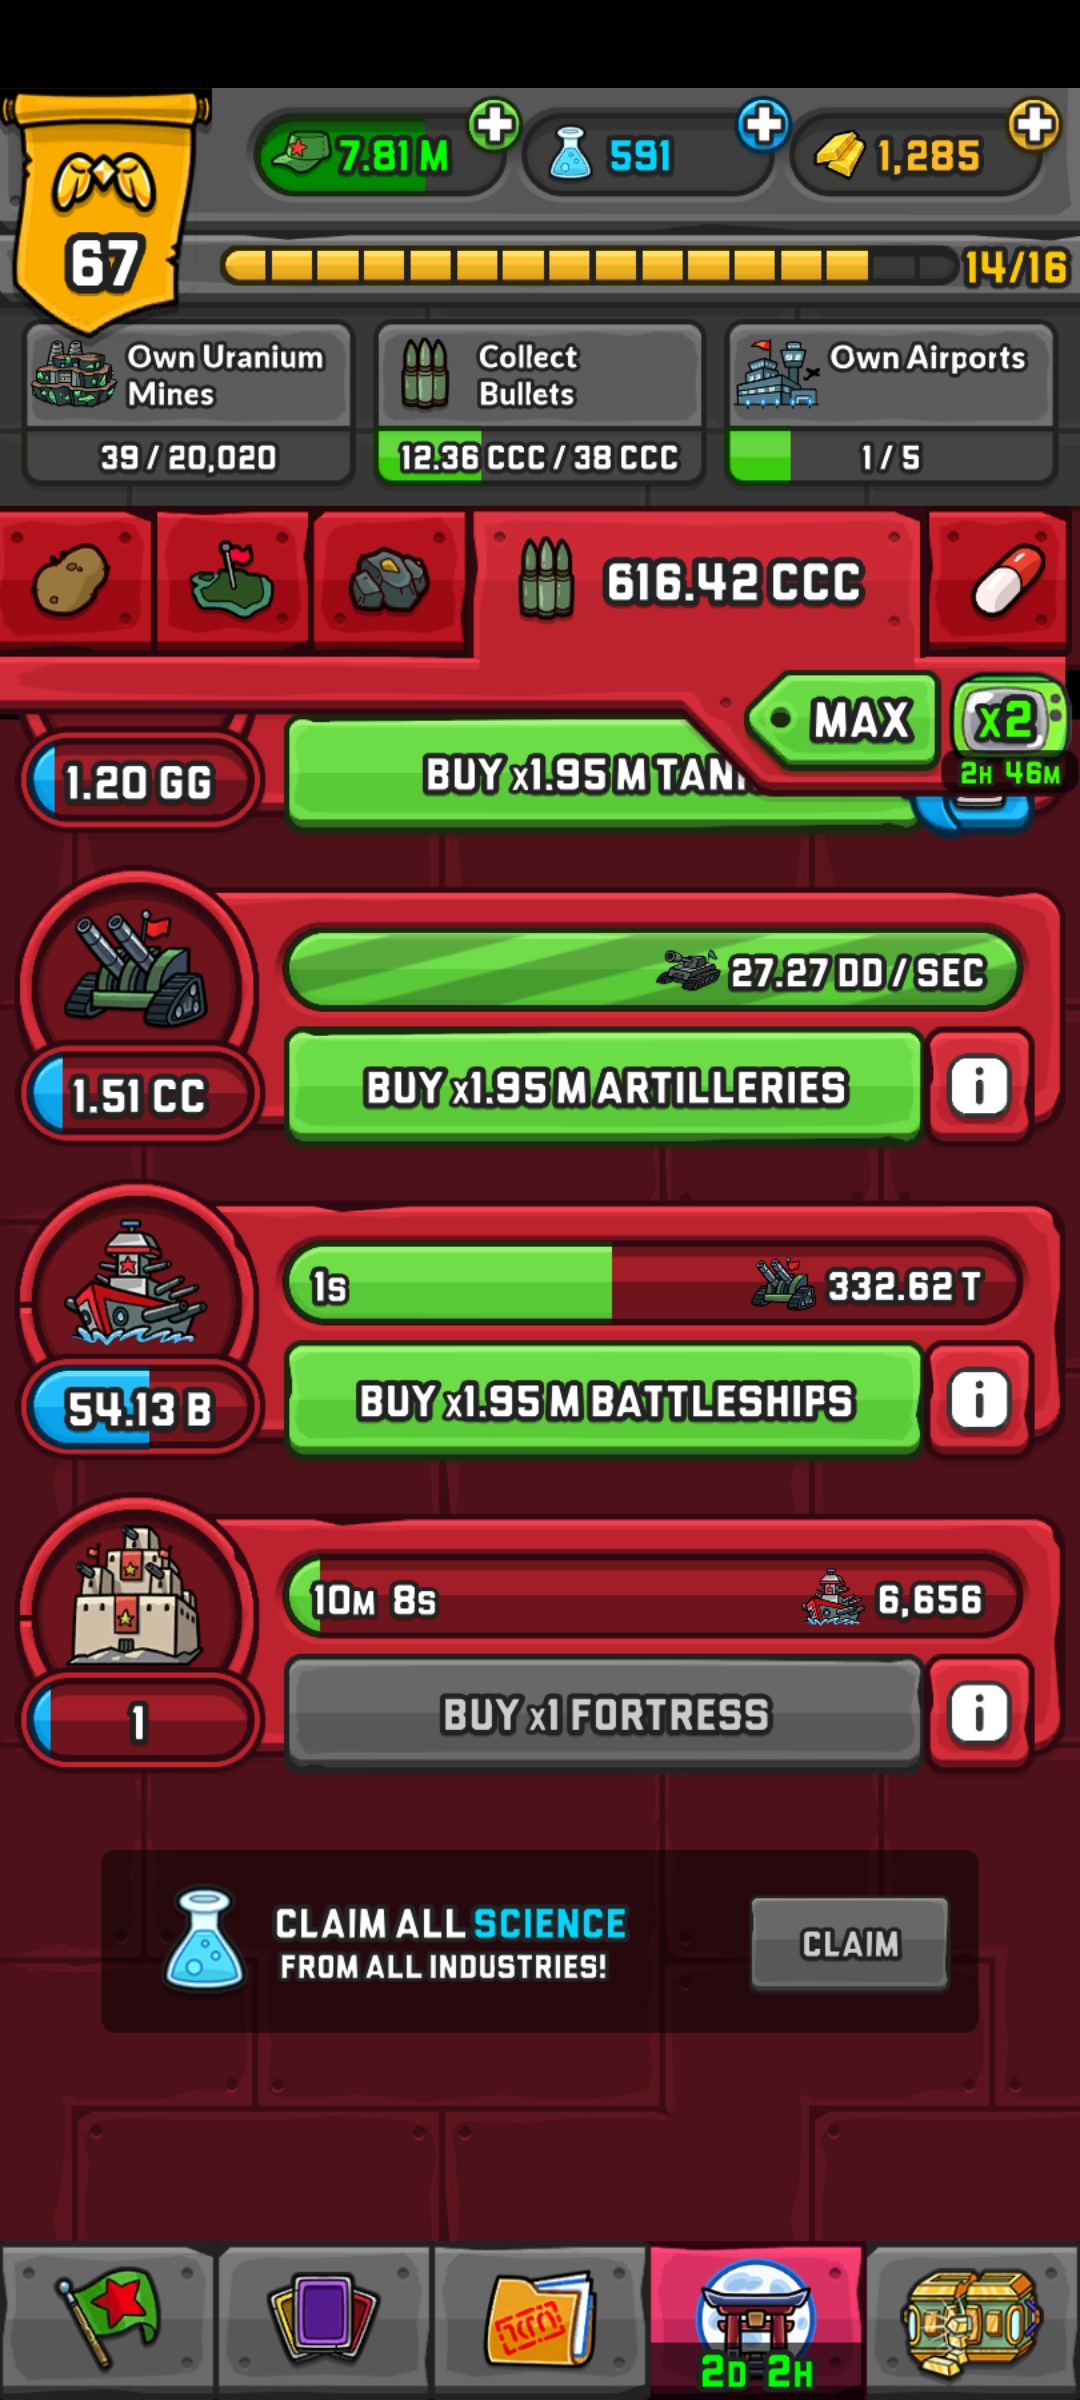 7.81 M
591
1,285
67
14/16
Own Uranium
Mines
39 / 20,020
Collect
Bullets
12.36 CCC / 38 CCC
Own Airports
1 / 5
616.42 CCC
MAX
x2
2H 46M
1.20 GG
BUY x1.95 M
27.27 DD / SEC
1.51 CC
BUY x1.95 M ARTILLERIES
i
1s
332.62 T
54.13 B
BUY x1.95 M BATTLESHIPS
i
10M 8s
6,656
1
BUY x1 FORTRESS
i
CLAIM ALL SCIENCE
FROM ALL INDUSTRIES!
CLAIM
2D 2H